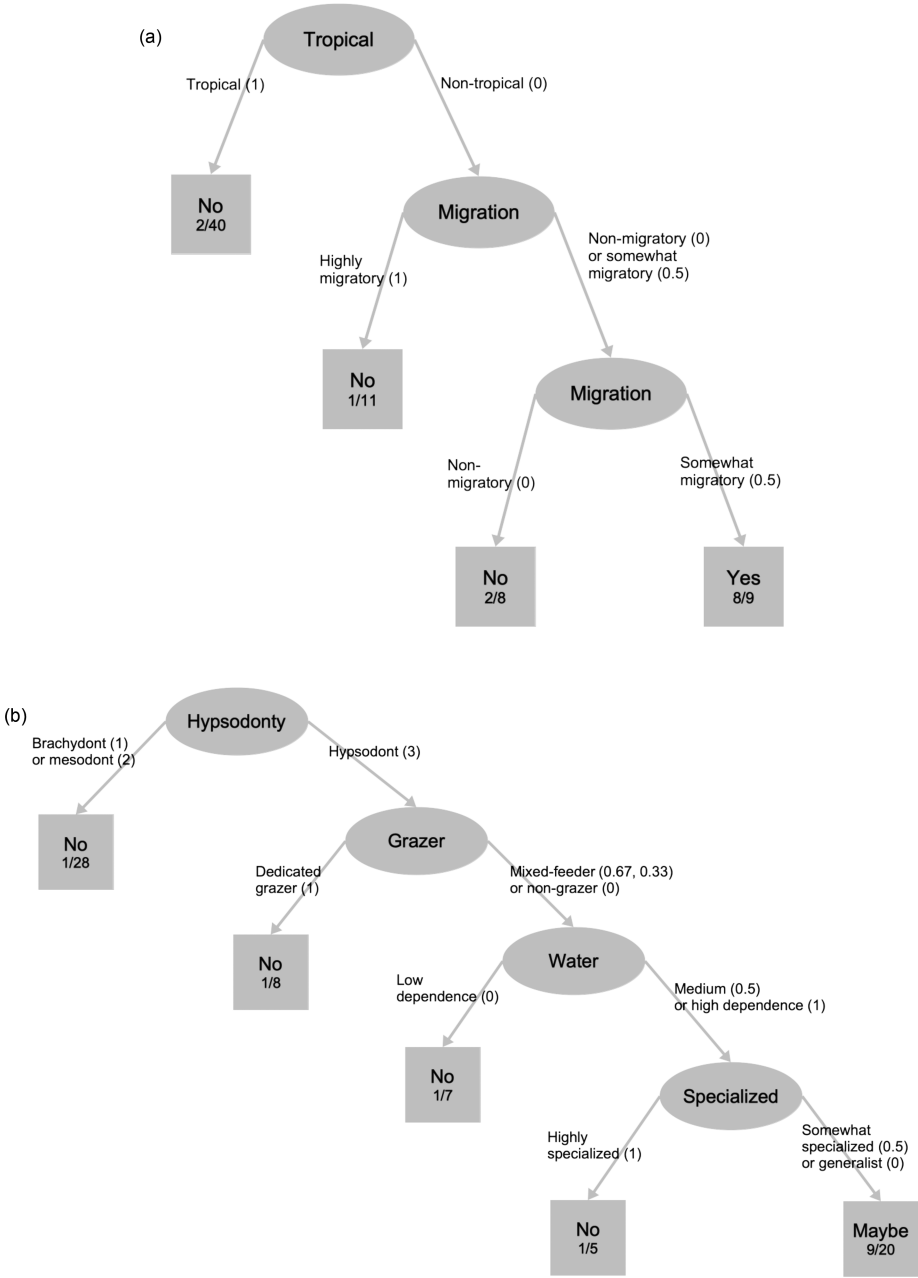 (a)
Tropical
Tropical (1)
Non-tropical (0)
No
2/40
Migration
Highly
migratory (1)
Non-migratory (0)
or somewhat
migratory (0.5)
No
1/11
Migration
Non-
migratory (0)
Somewhat
migratory (0.5)
No
2/8
Yes
8/9
(b)
Hypsodonty
Brachydont (1)
or mesodont (2)
Hypsodont (3)
No
1/28
Grazer
Dedicated
grazer (1)
Mixed-feeder (0.67, 0.33)
or non-grazer (0)
No
1/8
Water
Low
dependence (0)
Medium (0.5)
or high dependence (1)
No
1/7
Specialized
Highly
specialized (1)
Somewhat
specialized (0.5)
or generalist (0)
No
1/5
Maybe
9/20